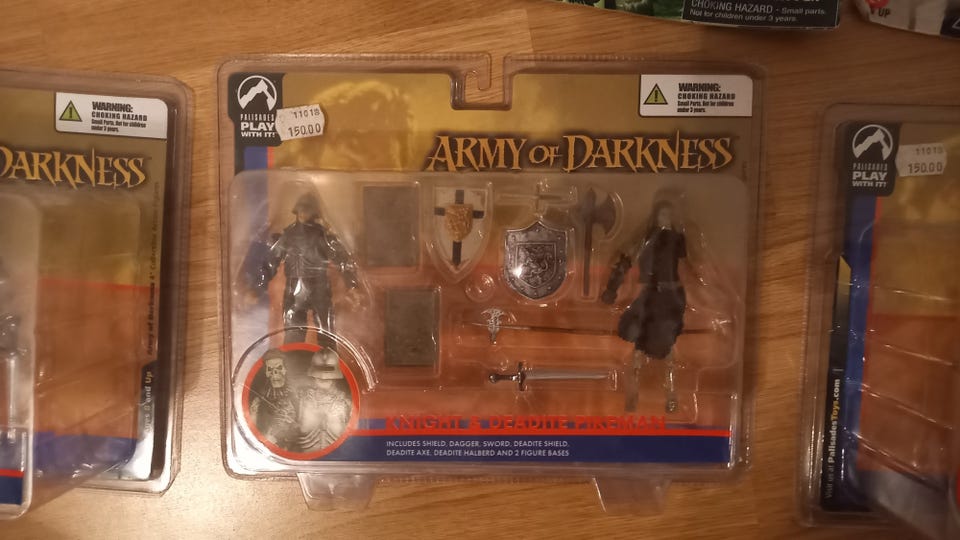 CHOKING HAZARD - Small parts.
Not for children under 3 years.
UP
WARNING:
CHOKING HAZARD
Small Parts. Not for children
under 3 years.
DARKNESS
PALISADES
PLAY
WITH IT!
11018
150.00
WARNING:
CHOKING HAZARD
Small Parts. Not for children
under 3 years.
ARMY OF DARKNESS
KNIGHT & DEADITE PIKEMAN
INCLUDES SHIELD, DAGGER, SWORD, DEADITE SHIELD,
DEADITE AXE, DEADITE HALBERD AND 2 FIGURE BASES
PALISADES
PLAY
WITH IT!
11018
150.00
Visit us at PalisadesToys.com